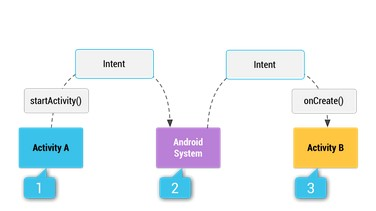 Intent
Intent
startActivity()
onCreate()
Activity A
Android
System
Activity B
1
2
3